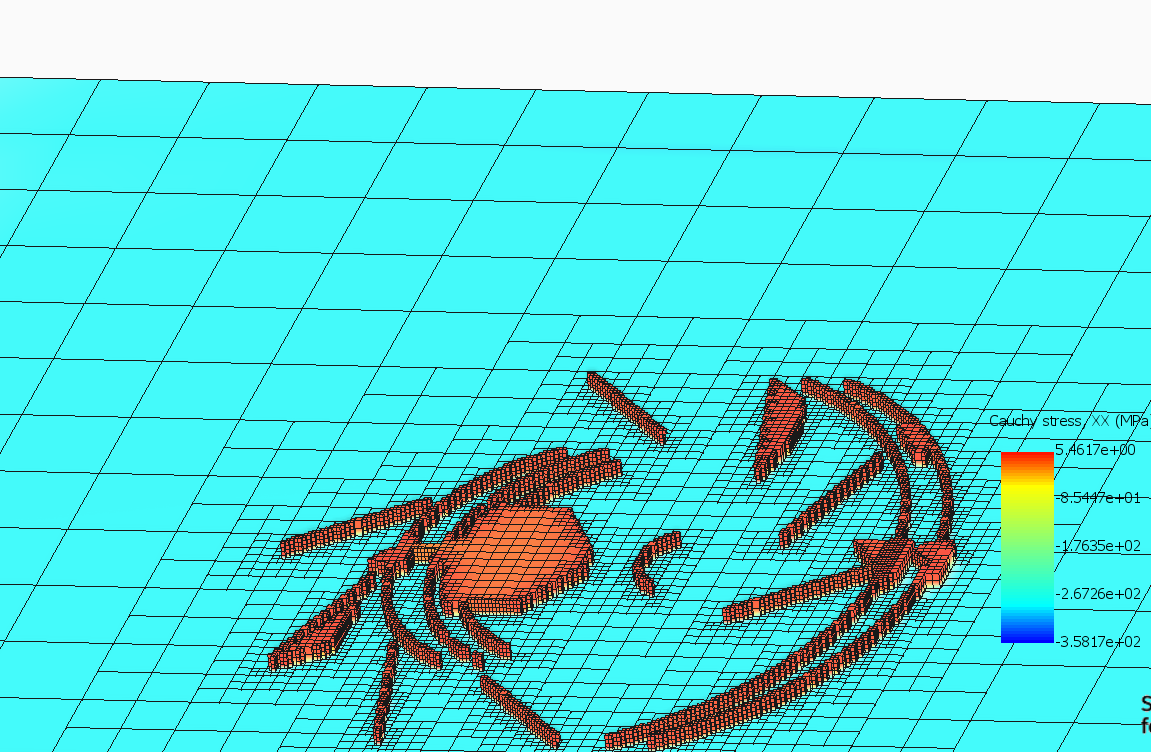 Cauchy stress, XX (MPa
5.4617e+00
-8.5447e+01
-1.7635e+02
-2.6726e+02
-3.5817e+02
S
fo